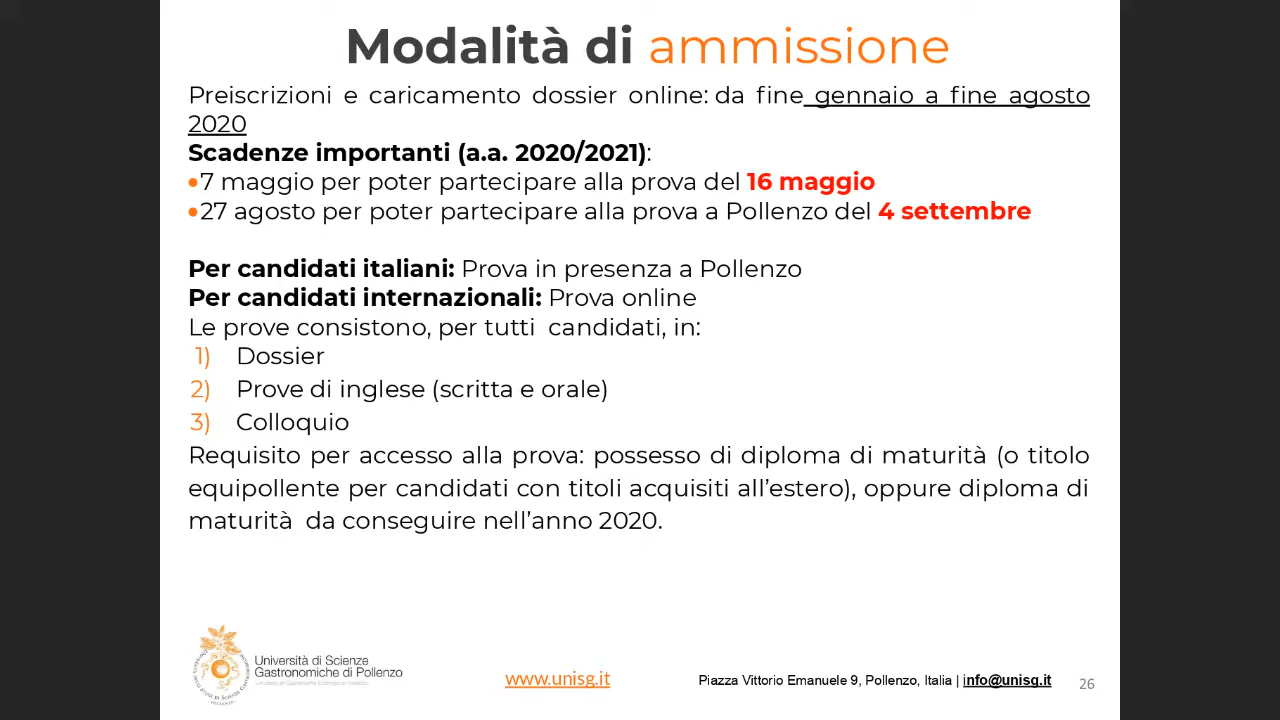 Modalità di ammissione
Preiscrizioni e caricamento dossier online: da fine gennaio a fine agosto
2020
Scadenze importanti (a.a. 2020/2021):
•7 maggio per poter partecipare alla prova del 16 maggio
•27 agosto per poter partecipare alla prova a Pollenzo del 4 settembre
Per candidati italiani: Prova in presenza a Pollenzo
Per candidati internazionali: Prova online
Le prove consistono, per tutti candidati, in:
1) Dossier
2) Prove di inglese (scritta e orale)
3) Colloquio
Requisito per accesso alla prova: possesso di diploma di maturità (o titolo
equipollente per candidati con titoli acquisiti all’estero), oppure diploma di
maturità da conseguire nell’anno 2020.
Università di Scienze
Gastronomiche di Pollenzo
www.unisg.it
Piazza Vittorio Emanuele 9, Pollenzo, Italia | info@unisg.it
26